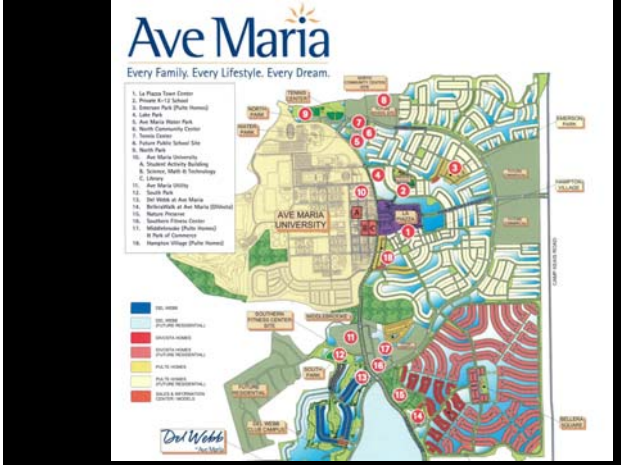 Ave Maria
Every Family. Every Lifestyle. Every Dream.
1. La Piazza Town Center
2. Private K-12 School
3. Emerson Park (Pulte Homes)
4. Lake Park
5. Ave Maria Water Park
6. North Community Center
7. Tennis Center
8. Future Public School Site
9. North Park
10. Ave Maria University
A. Student Activity Building
B. Science, Math & Technology
C. Library
11. Ave Maria Utility
12. South Park
13. Del Webb at Ave Maria
14. BelleraWalk at Ave Maria (DiVosta)
15. Nature Preserve
16. Southern Fitness Center
17. Middlebrooke (Pulte Homes)
& Park of Commerce
18. Hampton Village (Pulte Homes)
NORTH
COMMUNITY CENTER
SITE
TENNIS
CENTER
NORTH
PARK
WATER
PARK
EMERSON
PARK
HAMPTON
VILLAGE
AVE MARIA
UNIVERSITY
LA
PIAZZA
CAMP KEAIS ROAD
SOUTHERN
FITNESS CENTER
SITE
MIDDLEBROOKE
SOUTH
PARK
FUTURE
RESIDENTIAL
DEL WEBB
CLUB CAMPUS
BELLERA
SQUARE
DEL WEBB
DEL WEBB
(FUTURE RESIDENTIAL)
DIVOSTA HOMES
DIVOSTA HOMES
(FUTURE RESIDENTIAL)
PULTE HOMES
PULTE HOMES
(FUTURE RESIDENTIAL)
SALES & INFORMATION
CENTER / MODELS
Del Webb
at Ave Maria